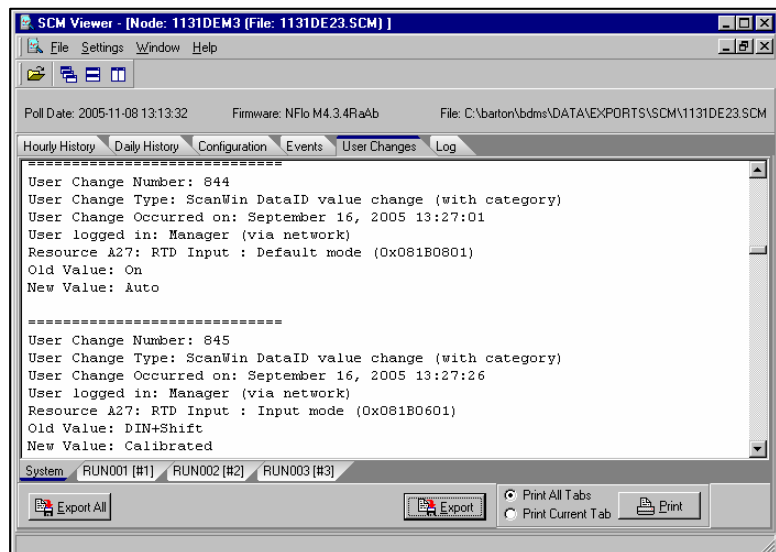 SCM Viewer - [Node: 1131DEM3 (File: 1131DE23.SCM) ]
File Settings Window Help
Poll Date: 2005-11-08 13:13:32 Firmware: NFlo M4.3.4RaAb File: C:\barton\bdms\DATA\EXPORTS\SCM\1131DE23.SCM
Hourly History Daily History Configuration Events User Changes Log
=============================
User Change Number: 844
User Change Type: ScanWin DataID value change (with category)
User Change Occurred on: September 16, 2005 13:27:01
User logged in: Manager (via network)
Resource A27: RTD Input : Default mode (0x081B0801)
Old Value: On
New Value: Auto
=============================
User Change Number: 845
User Change Type: ScanWin DataID value change (with category)
User Change Occurred on: September 16, 2005 13:27:26
User logged in: Manager (via network)
Resource A27: RTD Input : Input mode (0x081B0601)
Old Value: DIN+Shift
New Value: Calibrated
System RUN001 [#1] RUN002 [#2] RUN003 [#3]
Export All Export Print All Tabs Print
Print Current Tab